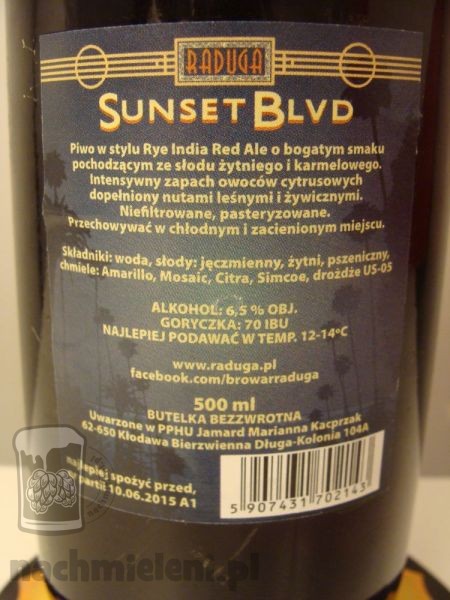 RADUGA
SUNSET BLVD
Piwo w stylu Rye India Red Ale o bogatym smaku
pochodzącym ze słodu żytniego i karmelowego.
Intensywny zapach owoców cytrusowych
dopełniony nutami leśnymi i żywicznymi.
Niefiltrowane, pasteryzowane.
Przechowywać w chłodnym i zacienionym miejscu.
Składniki: woda, słody: jęczmienny, żytni, pszeniczny,
chmiele: Amarillo, Mosaic, Citra, Simcoe, drożdże US-05
ALKOHOL: 6,5 % OBJ.
GORYCZKA: 70 IBU
NAJLEPIEJ PODAWAĆ W TEMP. 12-14°C
www.raduga.pl
facebook.com/browarraduga
500 ml
BUTELKA BEZZWROTNA
Uwarzone w PPHU Jamard Marianna Kacprzak
62-650 Kłodawa Bierzwienna Długa-Kolonia 104A
najlepiej spożyć przed,
partii 10.06.2015 A1
5 907431 702143
nachmieleni.pl